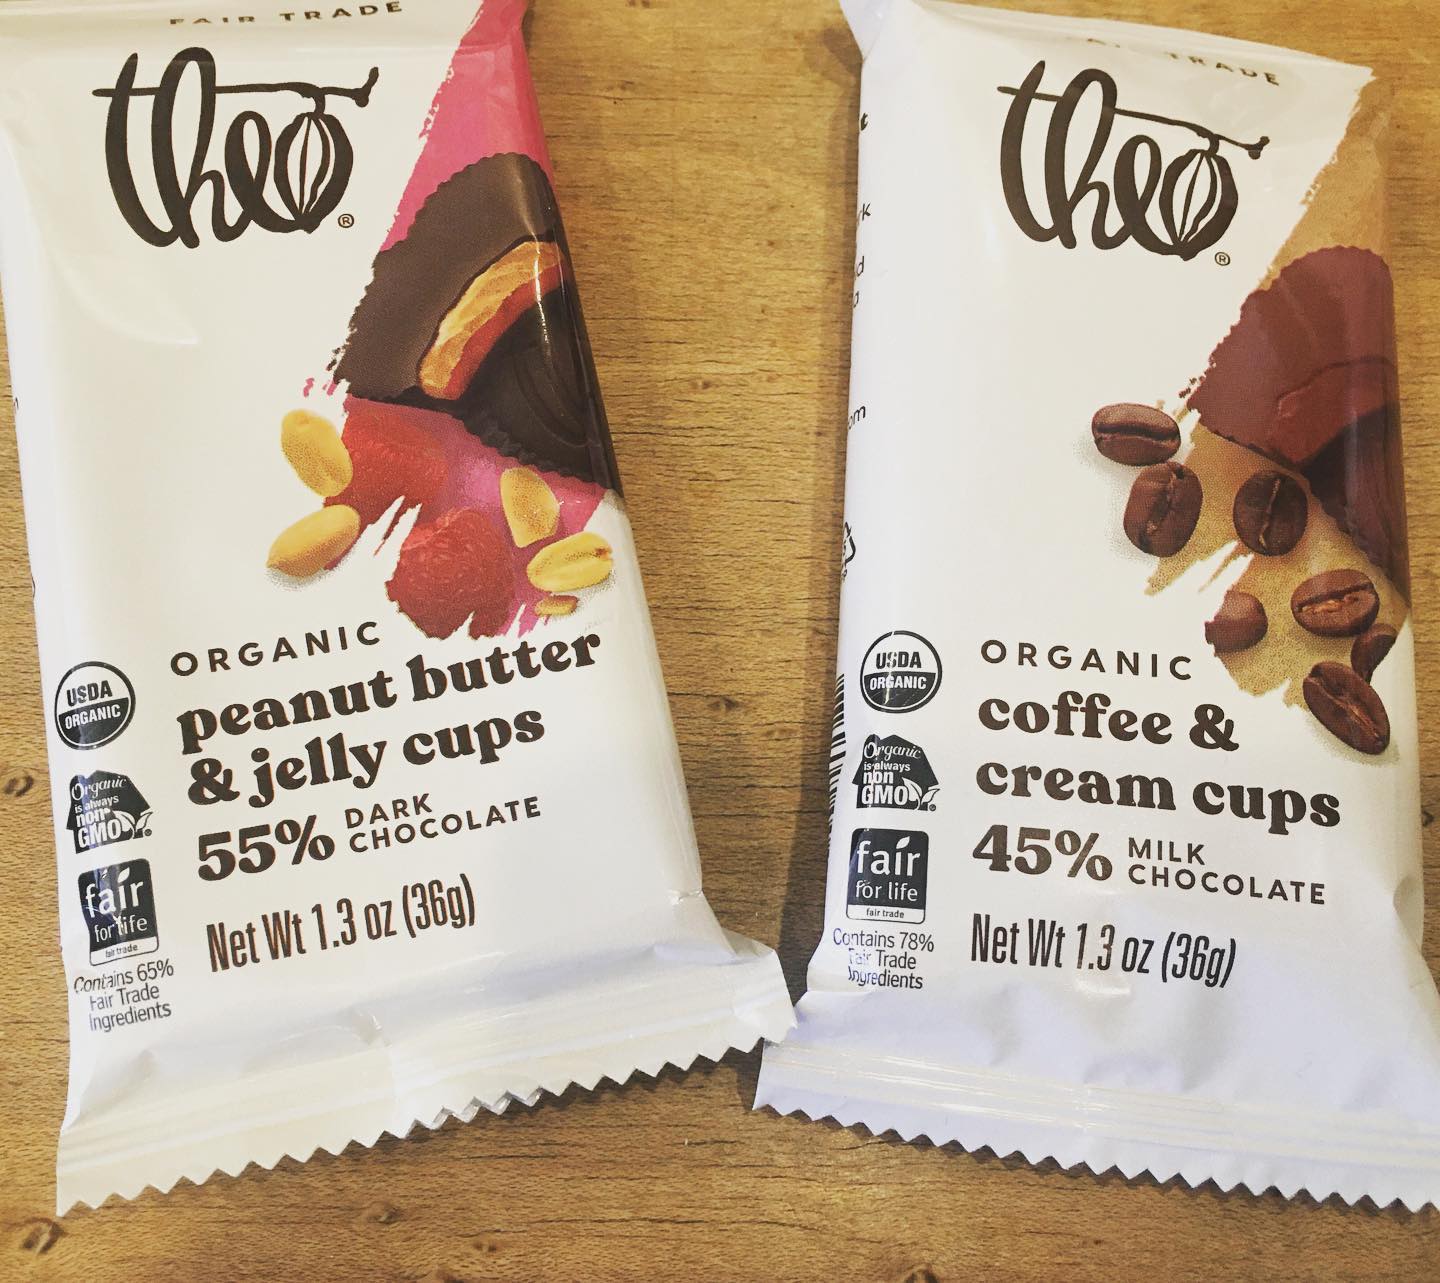 FAIR TRADE
theo®
ORGANIC
peanut butter
& jelly cups
55% DARK
CHOCOLATE
Net Wt 1.3 oz (36g)
USDA
ORGANIC
Organic
is always
non
GMO
fair
for life
fair trade
Contains 65%
Fair Trade
Ingredients
TRADE
theo®
ORGANIC
coffee &
cream cups
45% MILK
CHOCOLATE
Net Wt 1.3 oz (36g)
USDA
ORGANIC
Organic
is always
non
GMO
fair
for life
fair trade
Contains 78%
Fair Trade
Ingredients